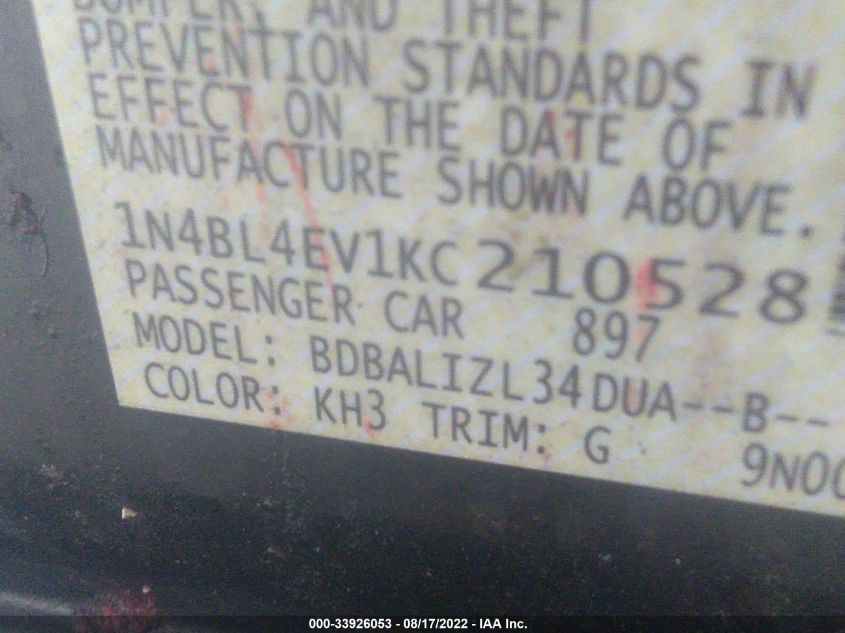 BUMPER, AND THEFT
PREVENTION STANDARDS IN
EFFECT ON THE DATE OF
MANUFACTURE SHOWN ABOVE.
1N4BL4EV1KC210528
PASSENGER CAR 897
MODEL: BDBALIZL34DUA--B--
COLOR: KH3 TRIM: G 9N00
000-33926053 - 08/17/2022 - IAA Inc.